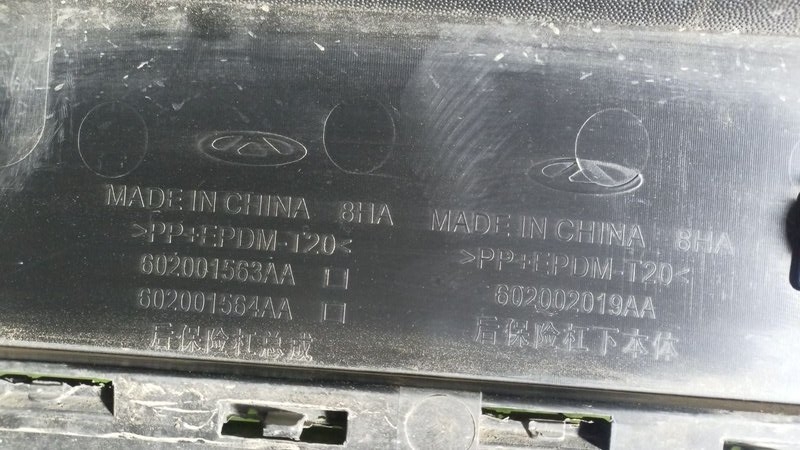 MADE IN CHINA 8HA
>PP+EPDM-T20<
602001563AA
602001564AA
后保险杠总成
MADE IN CHINA 8HA
>PP+EPDM-T20<
602002019AA
后保险杠下本体